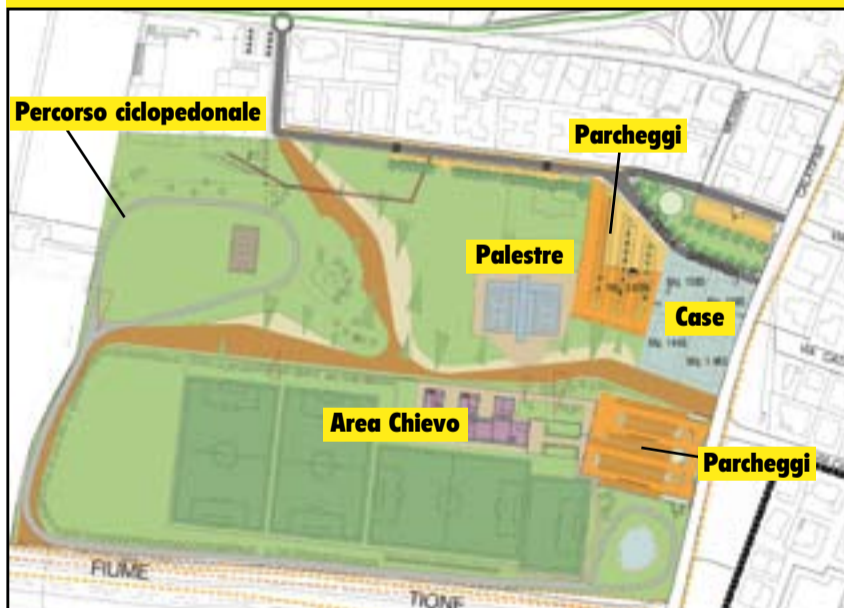 Percorso ciclopedonale
Parcheggi
Palestre
Case
Area Chievo
Parcheggi
FIUME
TIONE